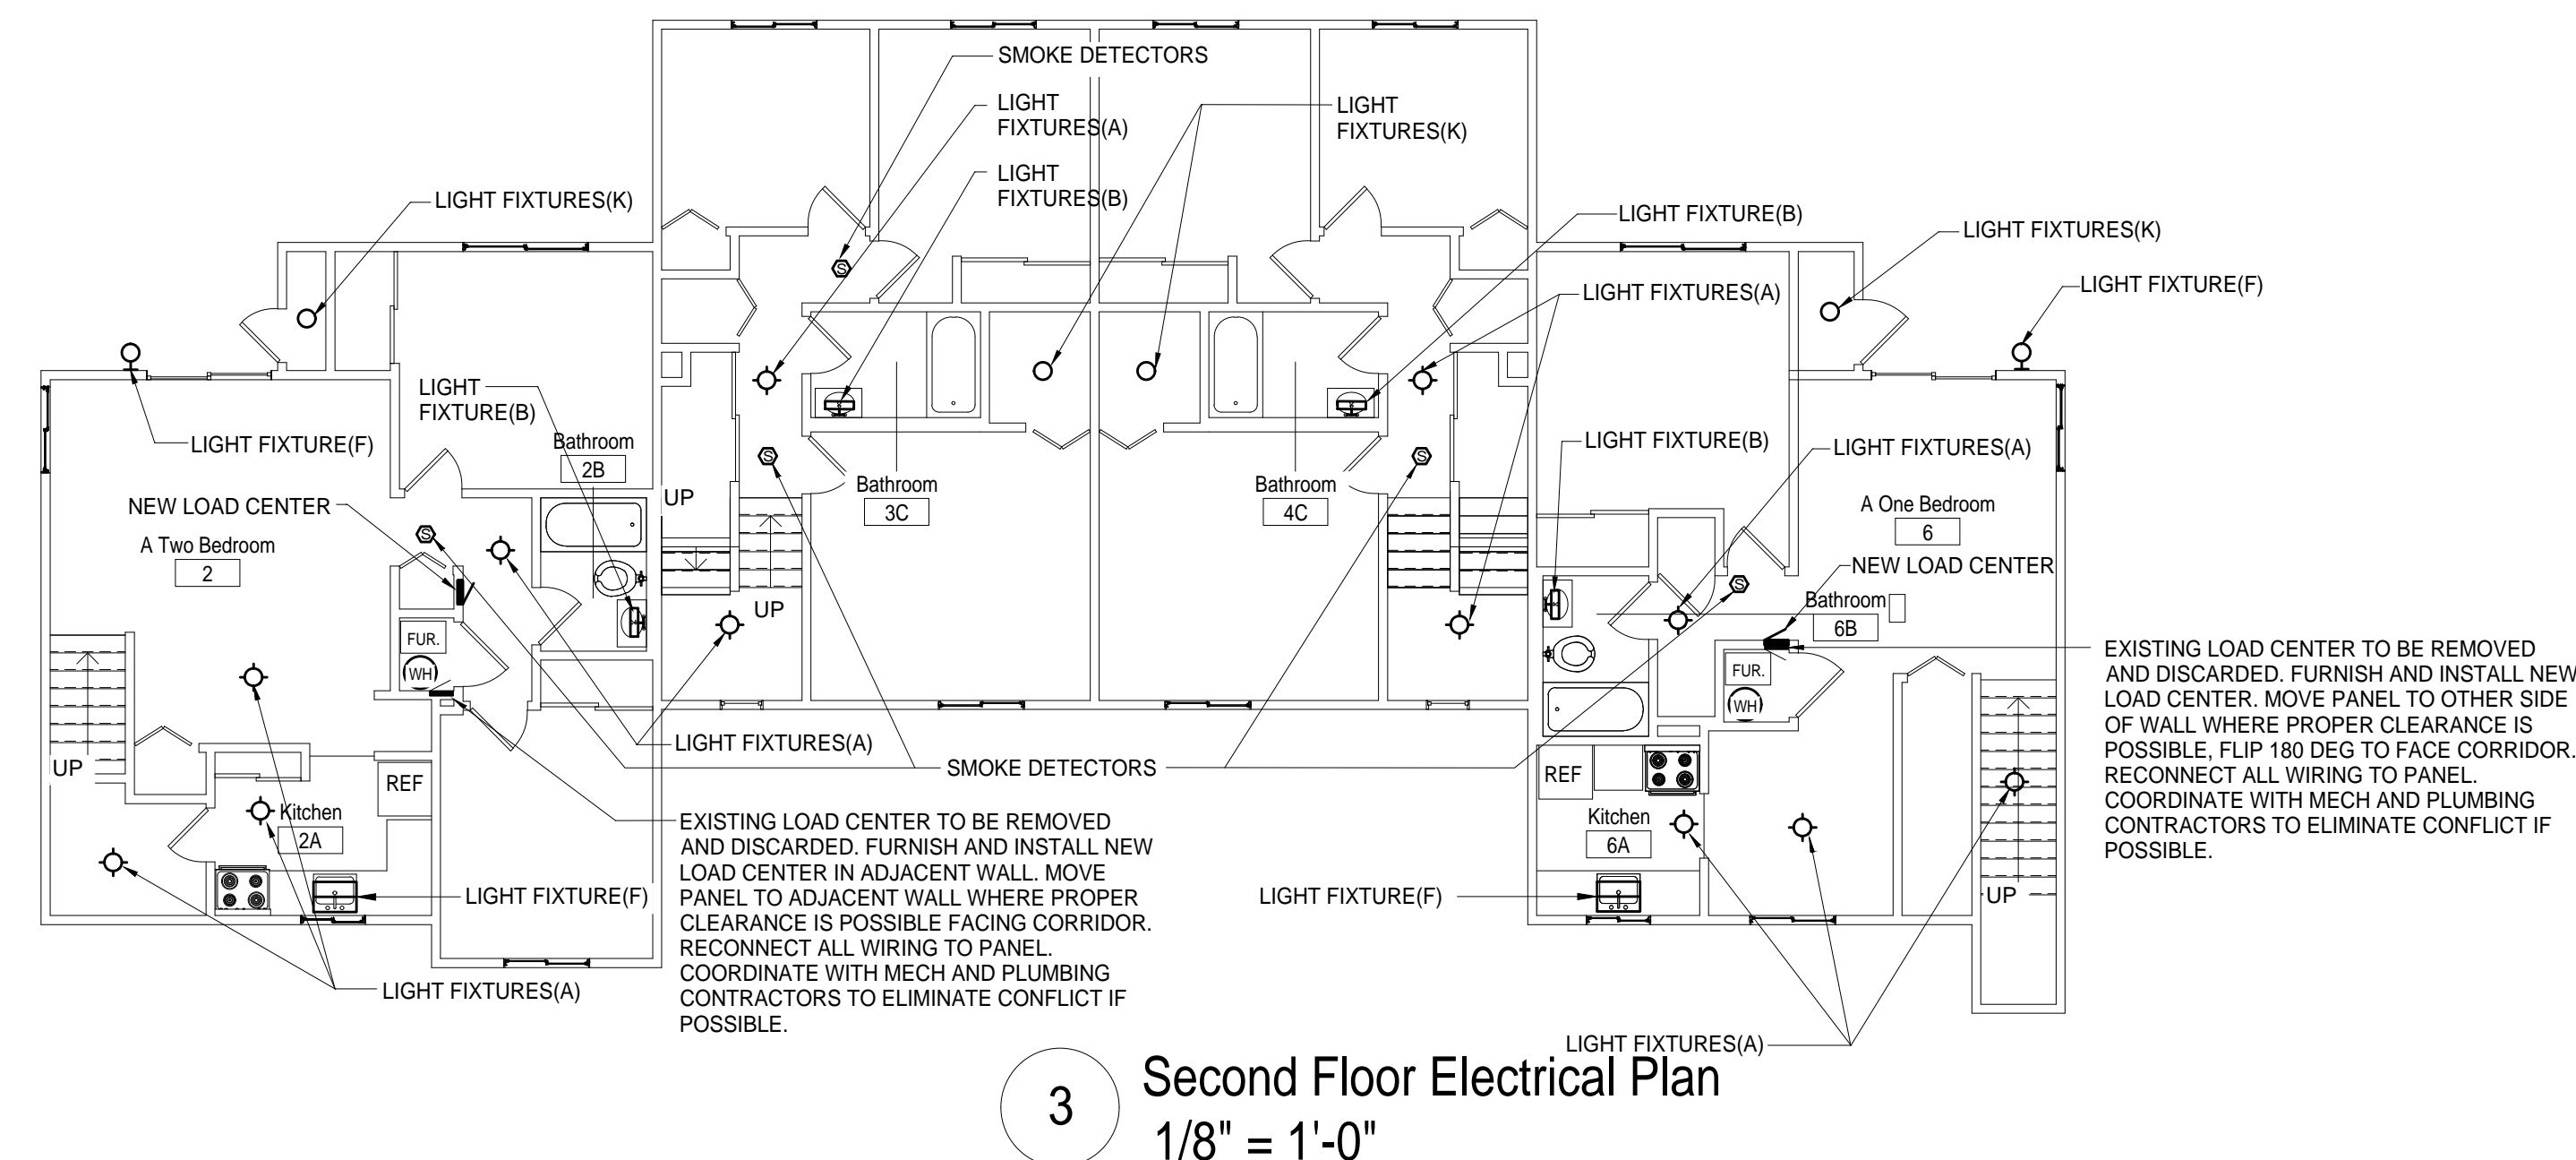 SMOKE DETECTORS
LIGHT
FIXTURES(A)
LIGHT
FIXTURES(K)
LIGHT
FIXTURES(B)
LIGHT FIXTURES(K)
LIGHT FIXTURE(B)
LIGHT FIXTURES(K)
LIGHT FIXTURE(F)
LIGHT FIXTURES(A)
S
LIGHT
FIXTURE(B)
LIGHT FIXTURE(F)
Bathroom
2B
S
S
LIGHT FIXTURE(B)
LIGHT FIXTURES(A)
UP
Bathroom
3C
Bathroom
4C
A One Bedroom
6
NEW LOAD CENTER
A Two Bedroom
2
S
NEW LOAD CENTER
S
UP
Bathroom
6B
FUR.
WH
FUR.
WH
EXISTING LOAD CENTER TO BE REMOVED
AND DISCARDED. FURNISH AND INSTALL NEW
LOAD CENTER. MOVE PANEL TO OTHER SIDE
OF WALL WHERE PROPER CLEARANCE IS
POSSIBLE, FLIP 180 DEG TO FACE CORRIDOR.
RECONNECT ALL WIRING TO PANEL.
COORDINATE WITH MECH AND PLUMBING
CONTRACTORS TO ELIMINATE CONFLICT IF
POSSIBLE.
LIGHT FIXTURES(A)
SMOKE DETECTORS
UP
REF
REF
Kitchen
2A
Kitchen
6A
EXISTING LOAD CENTER TO BE REMOVED
AND DISCARDED. FURNISH AND INSTALL NEW
LOAD CENTER IN ADJACENT WALL. MOVE
PANEL TO ADJACENT WALL WHERE PROPER
CLEARANCE IS POSSIBLE FACING CORRIDOR.
RECONNECT ALL WIRING TO PANEL.
COORDINATE WITH MECH AND PLUMBING
CONTRACTORS TO ELIMINATE CONFLICT IF
POSSIBLE.
LIGHT FIXTURE(F)
LIGHT FIXTURE(F)
UP
LIGHT FIXTURES(A)
LIGHT FIXTURES(A)
3
Second Floor Electrical Plan
1/8" = 1'-0"